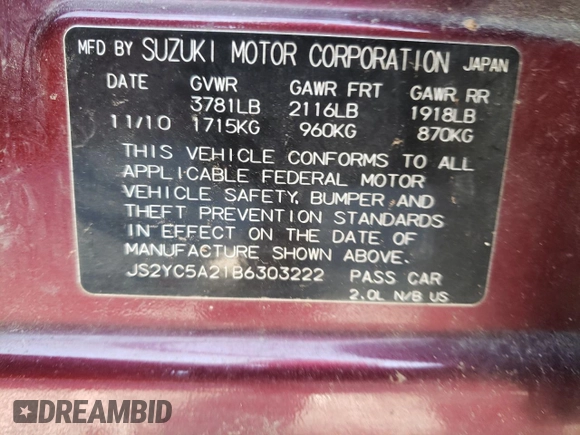 MFD BY SUZUKI MOTOR CORPORATION JAPAN
DATE GVWR GAWR FRT GAWR RR
3781LB 2116LB 1918LB
11/10 1715KG 960KG 870KG
THIS VEHICLE CONFORMS TO ALL
APPLICABLE FEDERAL MOTOR
VEHICLE SAFETY, BUMPER AND
THEFT PREVENTION STANDARDS
IN EFFECT ON THE DATE OF
MANUFACTURE SHOWN ABOVE.
JS2YC5A21B6303222 PASS CAR
2.0L N/B US
DREAMBID